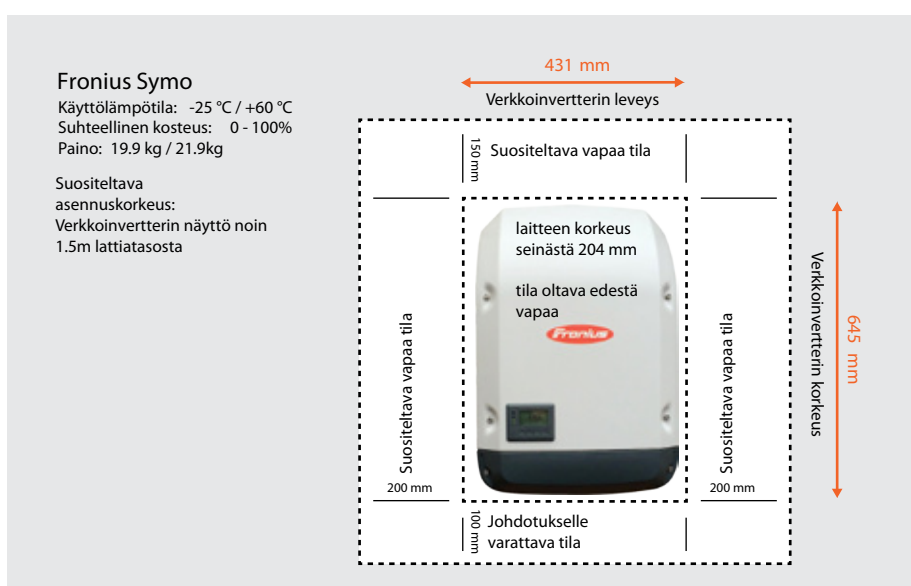 Fronius Symo
Käyttölämpötila: -25 °C / +60 °C
Suhteellinen kosteus: 0 - 100%
Paino: 19.9 kg / 21.9kg
Suositeltava
asennuskorkeus:
Verkkoinvertterin näyttö noin
1.5m lattiatasosta
431 mm
Verkkoinvertterin leveys
150 mm
Suositeltava vapaa tila
laitteen korkeus
seinästä 204 mm
tila oltava edestä
vapaa
Fronius
Suositeltava vapaa tila
200 mm
Suositeltava vapaa tila
200 mm
Verkkoinvertterin korkeus
645 mm
100 mm
Johdotukselle
varattava tila